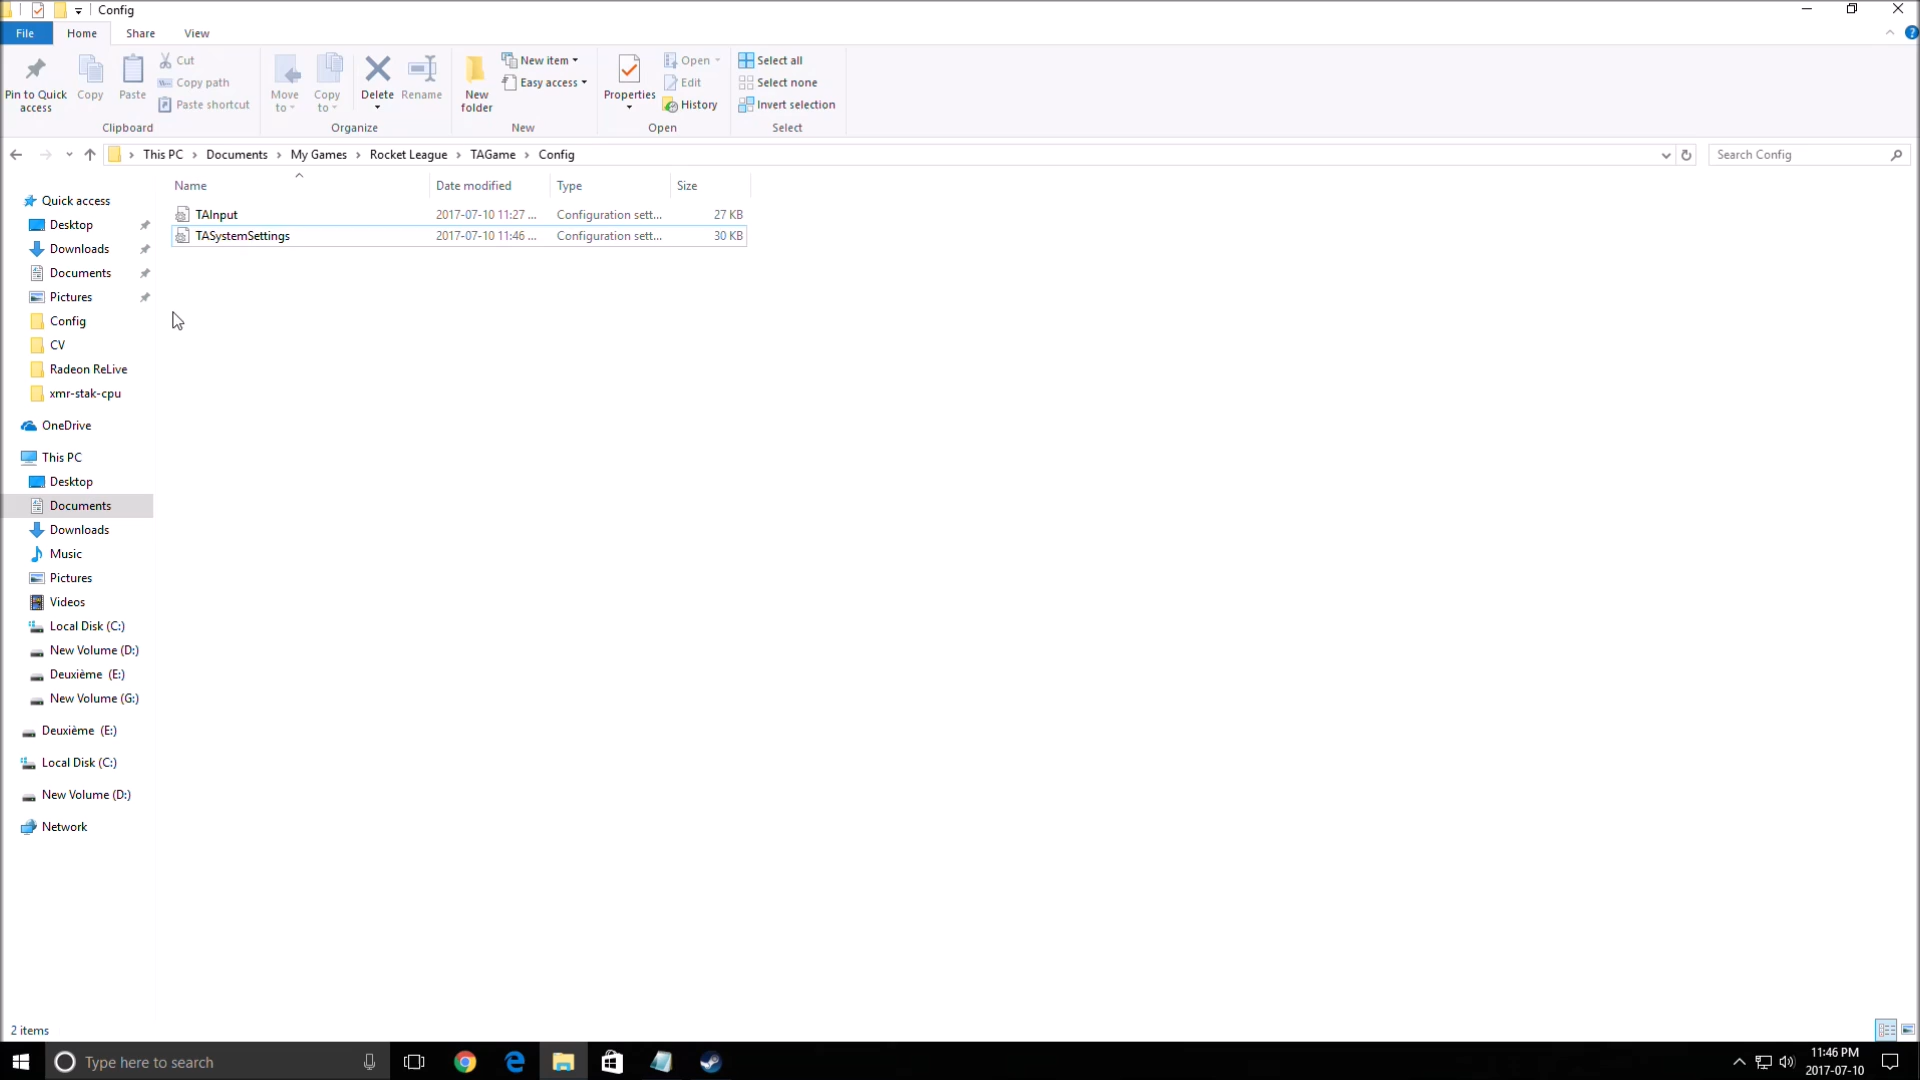 Config
File Home Share View
Pin to Quick access
Copy
Paste
Cut
Copy path
Paste shortcut
Clipboard
Move to
Copy to
Delete
Rename
Organize
New folder
New item
Easy access
New
Properties
Open
Edit
History
Open
Select all
Select none
Invert selection
Select
This PC › Documents › My Games › Rocket League › TAGame › Config
Search Config
Name Date modified Type Size
TAInput 2017-07-10 11:27 ... Configuration sett... 27 KB
TASystemSettings 2017-07-10 11:46 ... Configuration sett... 30 KB
Quick access
Desktop
Downloads
Documents
Pictures
Config
CV
Radeon ReLive
xmr-stak-cpu
OneDrive
This PC
Desktop
Documents
Downloads
Music
Pictures
Videos
Local Disk (C:)
New Volume (D:)
Deuxième (E:)
New Volume (G:)
Deuxième (E:)
Local Disk (C:)
New Volume (D:)
Network
2 items
Type here to search
11:46 PM
2017-07-10